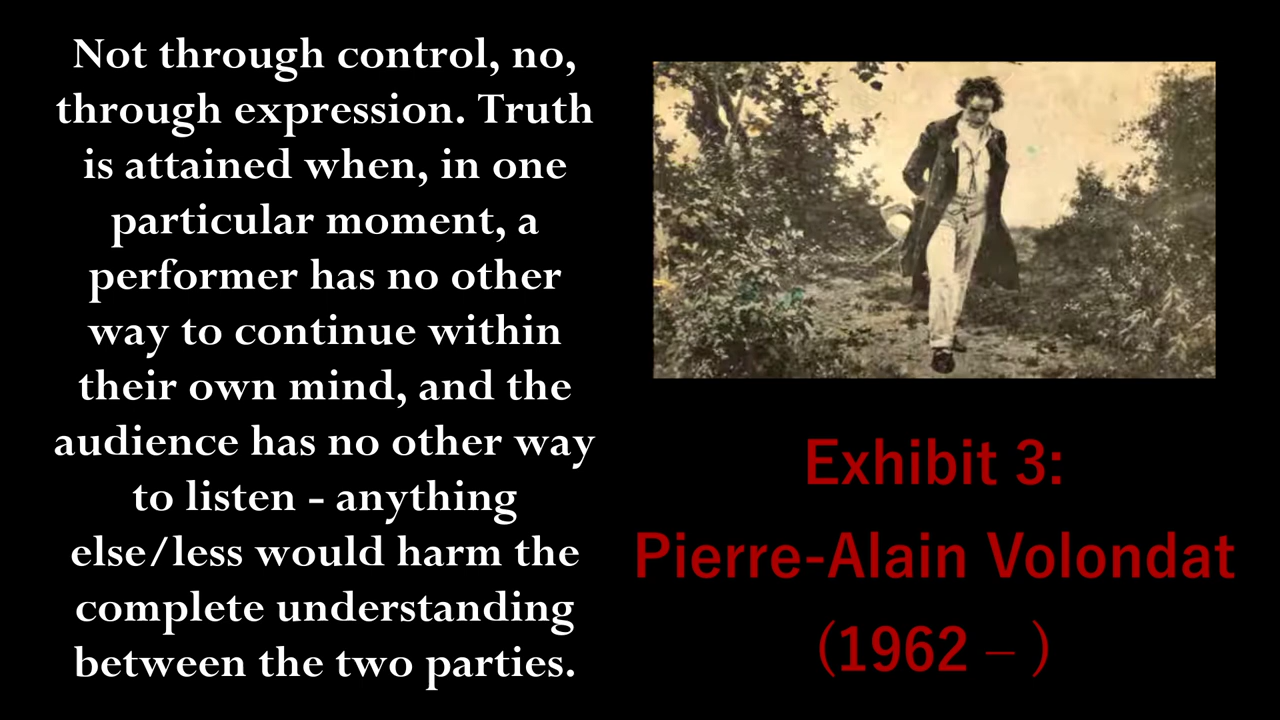 Not through control, no,
through expression. Truth
is attained when, in one
particular moment, a
performer has no other
way to continue within
their own mind, and the
audience has no other way
to listen - anything
else/less would harm the
complete understanding
between the two parties.
Exhibit 3:
Pierre-Alain Volondat
(1962 – )